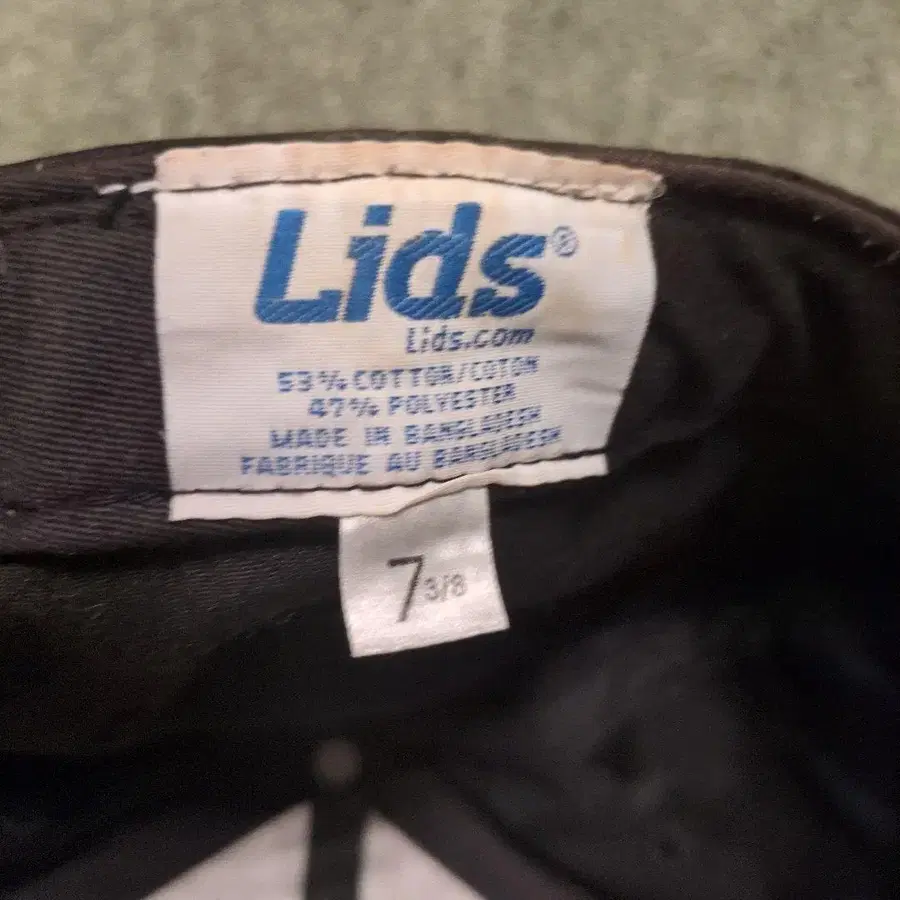 Lids®
Lids.com
53% COTTON/COTON
47% POLYESTER
MADE IN BANGLADESH
FABRIQUE AU BANGLADESH
7 3/8